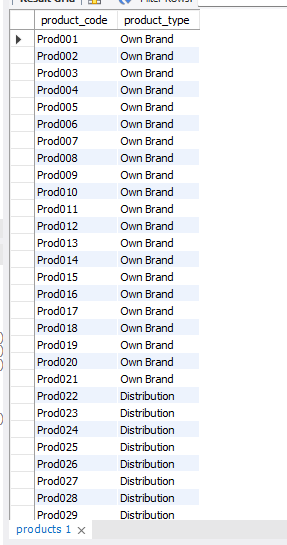 Result Grid Filter Rows:
product_code product_type
Prod001 Own Brand
Prod002 Own Brand
Prod003 Own Brand
Prod004 Own Brand
Prod005 Own Brand
Prod006 Own Brand
Prod007 Own Brand
Prod008 Own Brand
Prod009 Own Brand
Prod010 Own Brand
Prod011 Own Brand
Prod012 Own Brand
Prod013 Own Brand
Prod014 Own Brand
Prod015 Own Brand
Prod016 Own Brand
Prod017 Own Brand
Prod018 Own Brand
Prod019 Own Brand
Prod020 Own Brand
Prod021 Own Brand
Prod022 Distribution
Prod023 Distribution
Prod024 Distribution
Prod025 Distribution
Prod026 Distribution
Prod027 Distribution
Prod028 Distribution
Prod029 Distribution
products 1